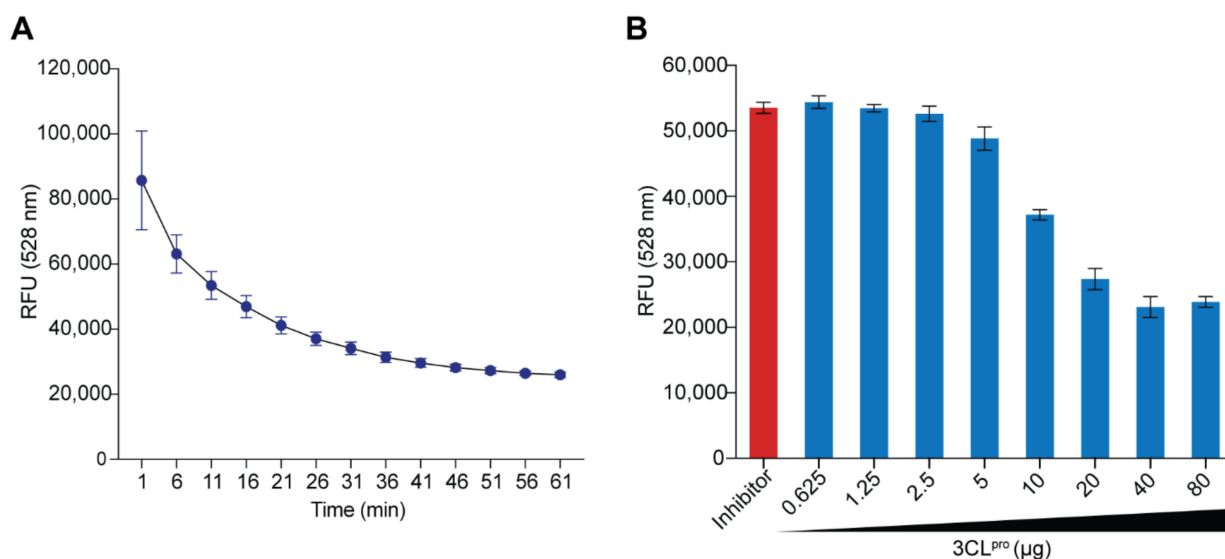 A
RFU (528 nm)
120,000
100,000
80,000
60,000
40,000
20,000
0
1 6 11 16 21 26 31 36 41 46 51 56 61
Time (min)
B
RFU (528 nm)
60,000
50,000
40,000
30,000
20,000
10,000
0
Inhibitor 0.625 1.25 2.5 5 10 20 40 80
3CLᵖʳᵒ (µg)